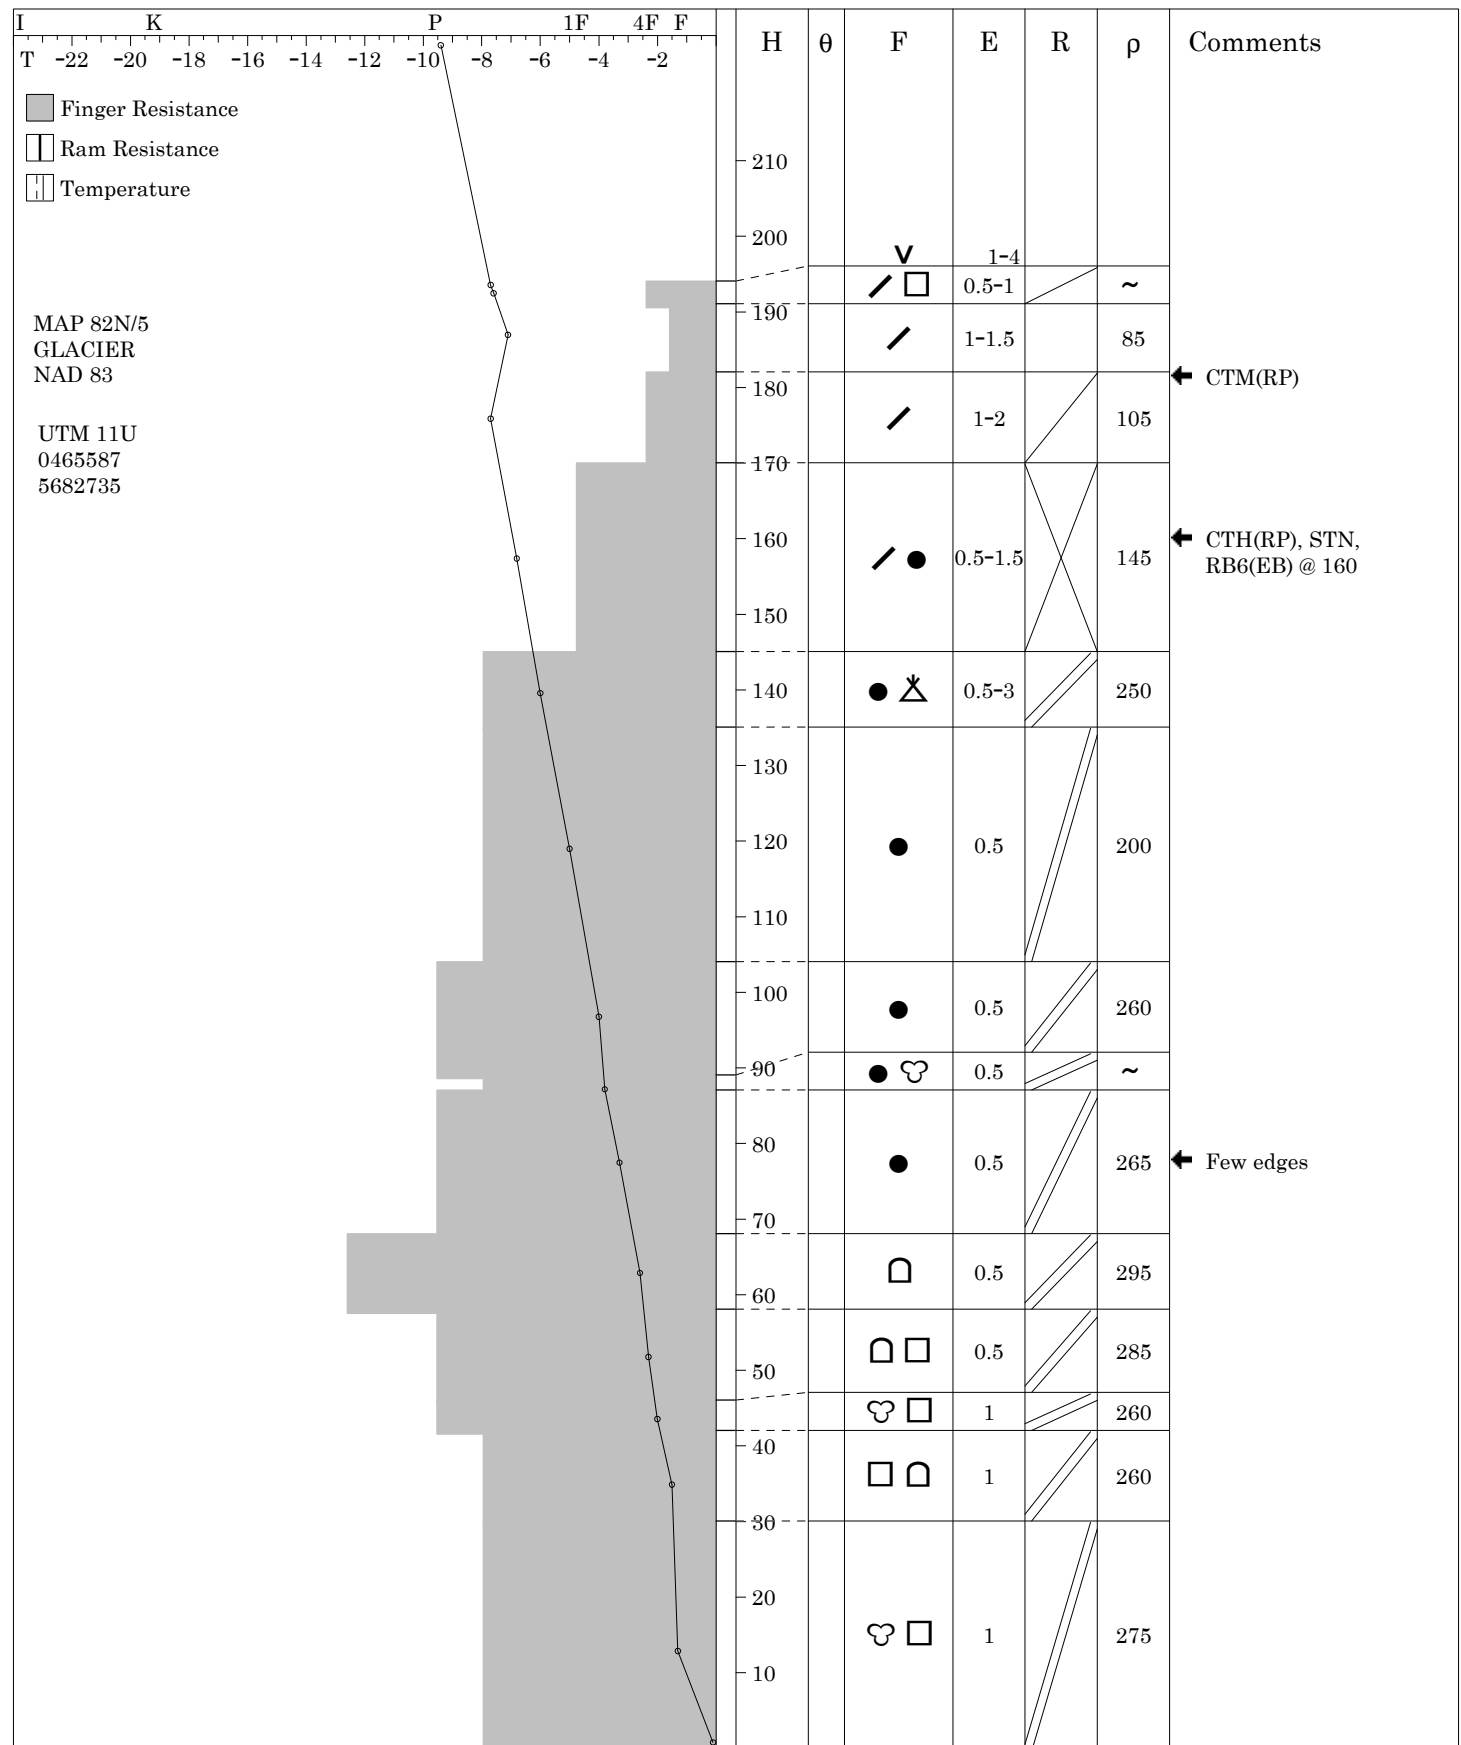 I K P 1F 4F F
T -22 -20 -18 -16 -14 -12 -10 -8 -6 -4 -2
H θ F E R ρ Comments
Finger Resistance
Ram Resistance
Temperature
MAP 82N/5
GLACIER
NAD 83
UTM 11U
0465587
5682735
210
200
1-4
0.5-1 ~
190
1-1.5 85
180
CTM(RP)
1-2 105
170
160
CTH(RP), STN,
0.5-1.5 145
RB6(EB) @ 160
150
140 0.5-3 250
130
120 0.5 200
110
100 0.5 260
90 0.5 ~
80 0.5 265 Few edges
70
0.5 295
60
0.5 285
50
1 260
40
1 260
30
20
1 275
10